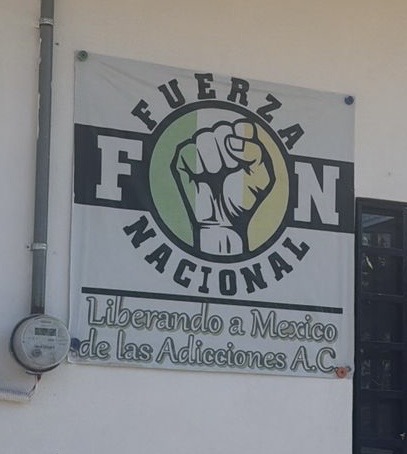 FUERZA
F N
NACIONAL
Liberando a Mexico
de las Adicciones A.C.